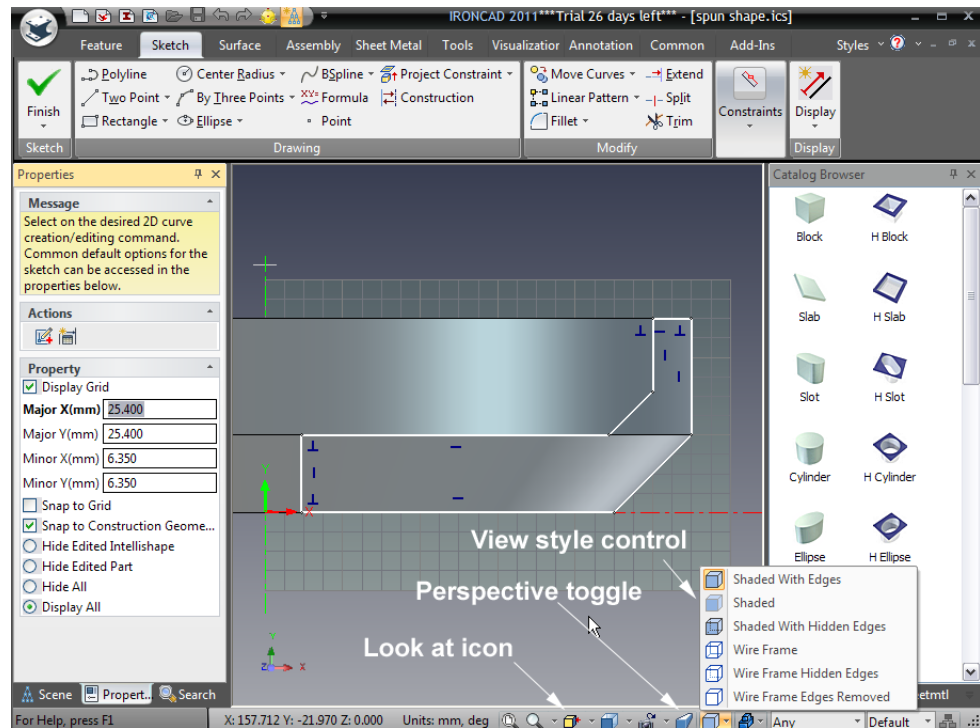 IRONCAD 2011***Trial 26 days left*** - [spun shape.ics]
Feature Sketch Surface Assembly Sheet Metal Tools Visualization Annotation Common Add-Ins Styles
Polyline Center Radius BSpline Project Constraint Move Curves Extend
Two Point By Three Points XY= Formula Construction Linear Pattern Split
Rectangle Ellipse Point Fillet Trim
Finish
Constraints
Display
Sketch Drawing Modify Display
Properties
Message
Select on the desired 2D curve
creation/editing command.
Common default options for the
sketch can be accessed in the
properties below.
Actions
Property
Display Grid
Major X(mm) 25.400
Major Y(mm) 25.400
Minor X(mm) 6.350
Minor Y(mm) 6.350
Snap to Grid
Snap to Construction Geome...
Hide Edited Intellishape
Hide Edited Part
Hide All
Display All
Scene Propert... Search
Y
X
View style control
Perspective toggle
Look at icon
Z X
Catalog Browser
Block H Block
Slab H Slab
Slot H Slot
Cylinder H Cylinder
Ellipse H Ellipse
Shaded With Edges
Shaded
Shaded With Hidden Edges
Wire Frame
Wire Frame Hidden Edges
Wire Frame Edges Removed
eetmtl
For Help, press F1 X: 157.712 Y: -21.970 Z: 0.000 Units: mm, deg Any Default